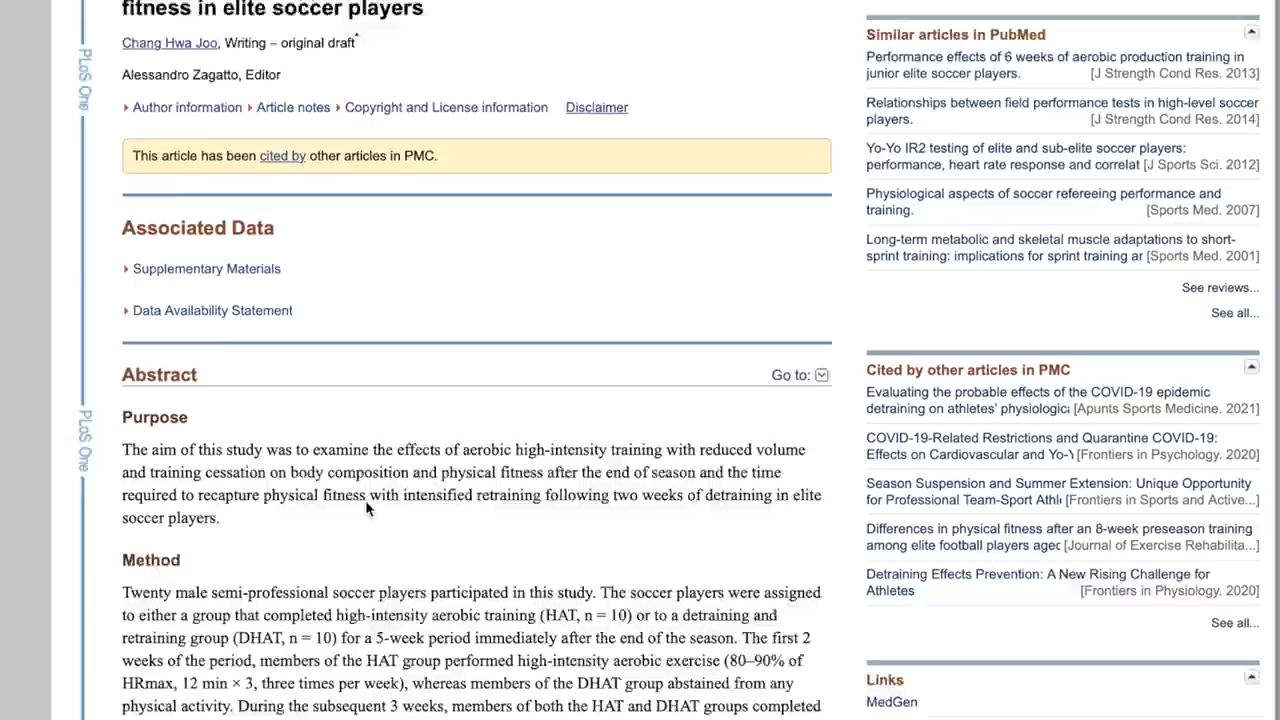 fitness in elite soccer players
Chang Hwa Joo, Writing – original draft*
Alessandro Zagatto, Editor
Author information Article notes Copyright and License information Disclaimer
This article has been cited by other articles in PMC.
Associated Data
Supplementary Materials
Data Availability Statement
Abstract
Go to:
Purpose
The aim of this study was to examine the effects of aerobic high-intensity training with reduced volume
and training cessation on body composition and physical fitness after the end of season and the time
required to recapture physical fitness with intensified retraining following two weeks of detraining in elite
soccer players.
Method
Twenty male semi-professional soccer players participated in this study. The soccer players were assigned
to either a group that completed high-intensity aerobic training (HAT, n = 10) or to a detraining and
retraining group (DHAT, n = 10) for a 5-week period immediately after the end of the season. The first 2
weeks of the period, members of the HAT group performed high-intensity aerobic exercise (80–90% of
HRmax, 12 min × 3, three times per week), whereas members of the DHAT group abstained from any
physical activity. During the subsequent 3 weeks, members of both the HAT and DHAT groups completed
PLoS One
PLoS One
Similar articles in PubMed
Performance effects of 6 weeks of aerobic production training in
junior elite soccer players. [J Strength Cond Res. 2013]
Relationships between field performance tests in high-level soccer
players. [J Strength Cond Res. 2014]
Yo-Yo IR2 testing of elite and sub-elite soccer players:
performance, heart rate response and correlat [J Sports Sci. 2012]
Physiological aspects of soccer refereeing performance and
training. [Sports Med. 2007]
Long-term metabolic and skeletal muscle adaptations to short-
sprint training: implications for sprint training ar [Sports Med. 2001]
See reviews...
See all...
Cited by other articles in PMC
Evaluating the probable effects of the COVID-19 epidemic
detraining on athletes' physiologic [Apunts Sports Medicine. 2021]
COVID-19-Related Restrictions and Quarantine COVID-19:
Effects on Cardiovascular and Yo-Y [Frontiers in Psychology. 2020]
Season Suspension and Summer Extension: Unique Opportunity
for Professional Team-Sport Athl [Frontiers in Sports and Active...]
Differences in physical fitness after an 8-week preseason training
among elite football players aged [Journal of Exercise Rehabilita...]
Detraining Effects Prevention: A New Rising Challenge for
Athletes [Frontiers in Physiology. 2020]
See all...
Links
MedGen